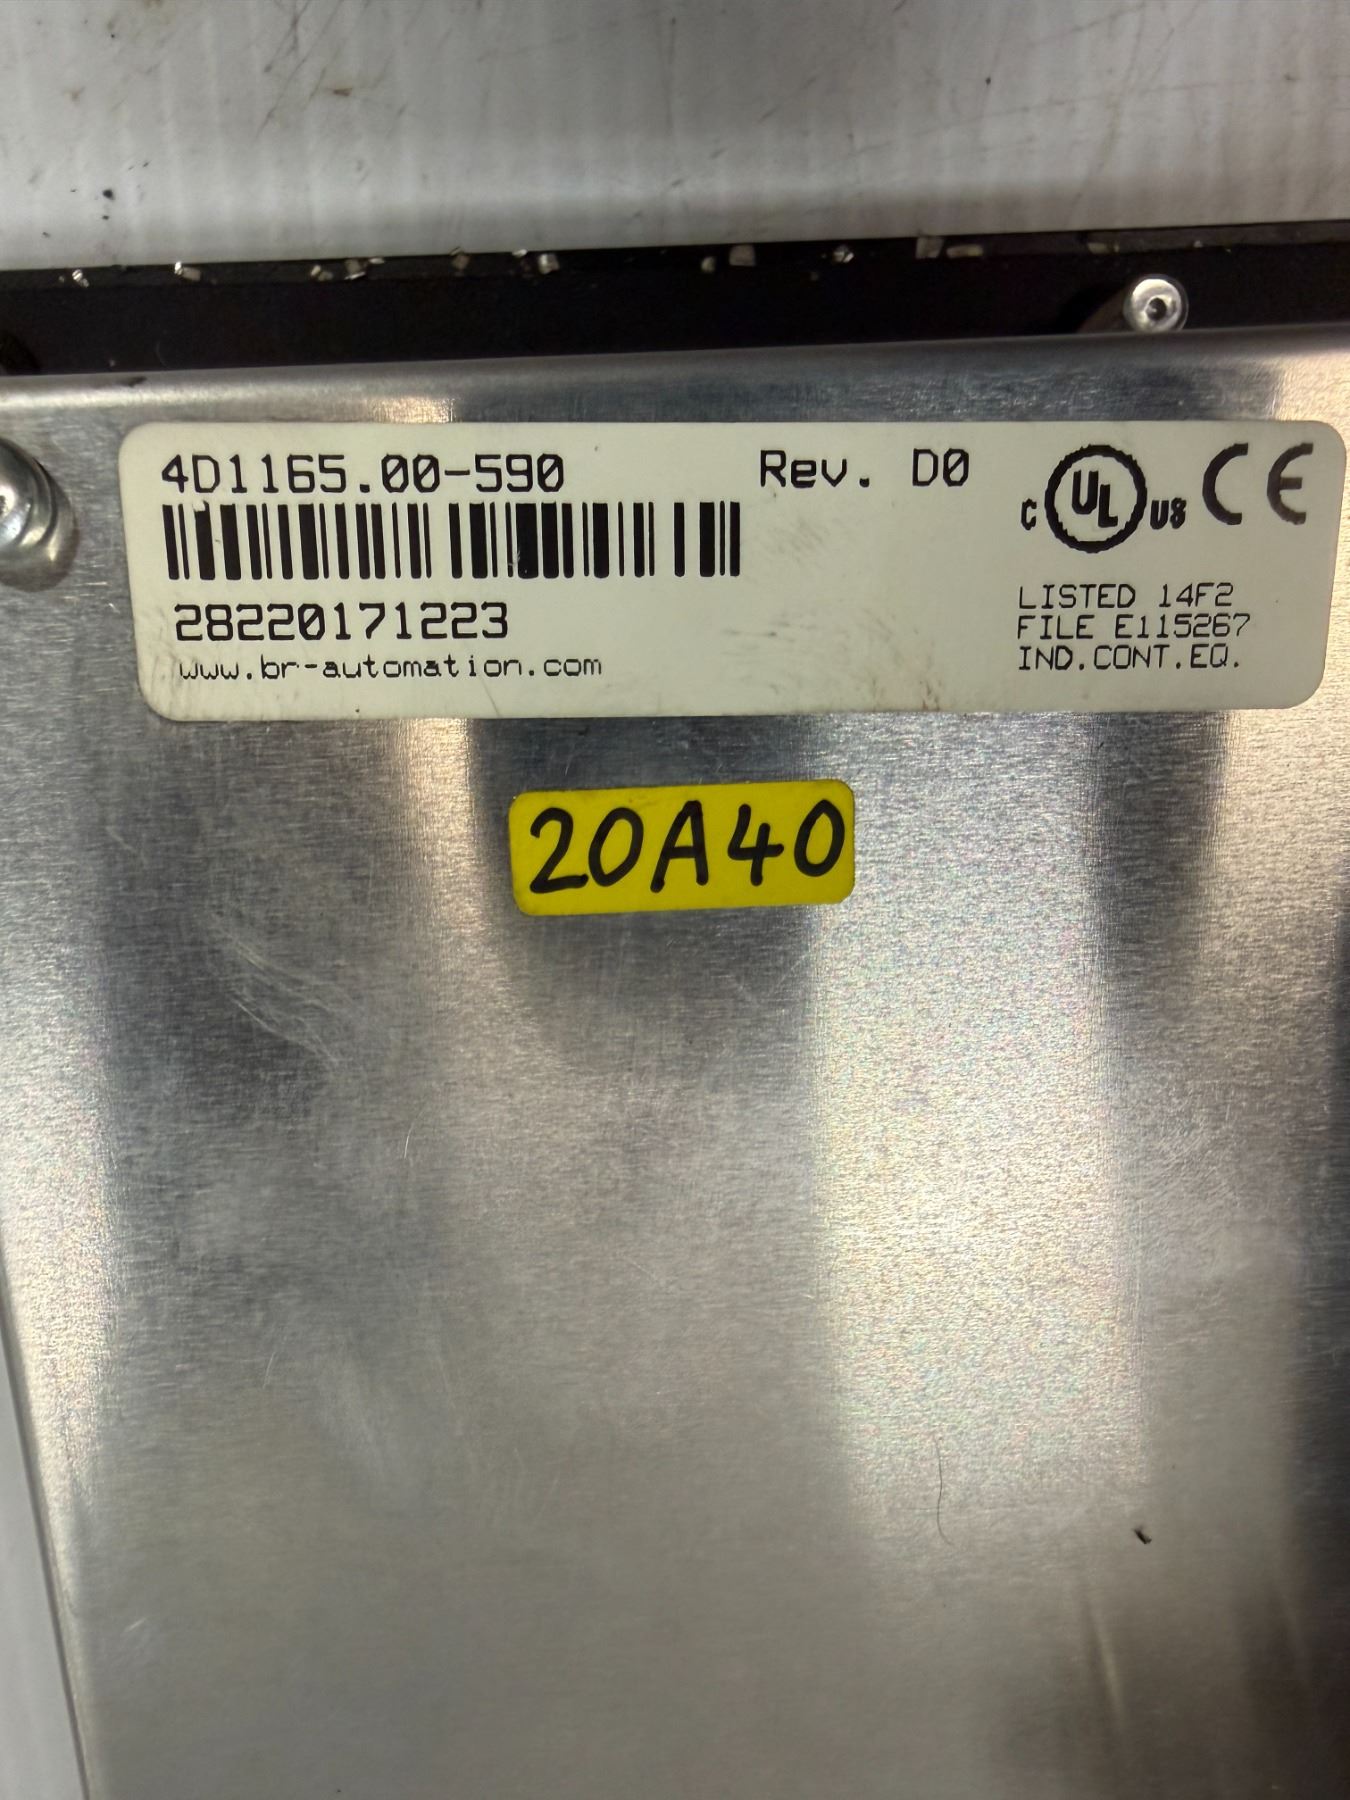 4D1165.00-590 Rev. D0
28220171223
www.br-automation.com
C UL US CE
LISTED 14F2
FILE E115267
IND.CONT.EQ.
20A40